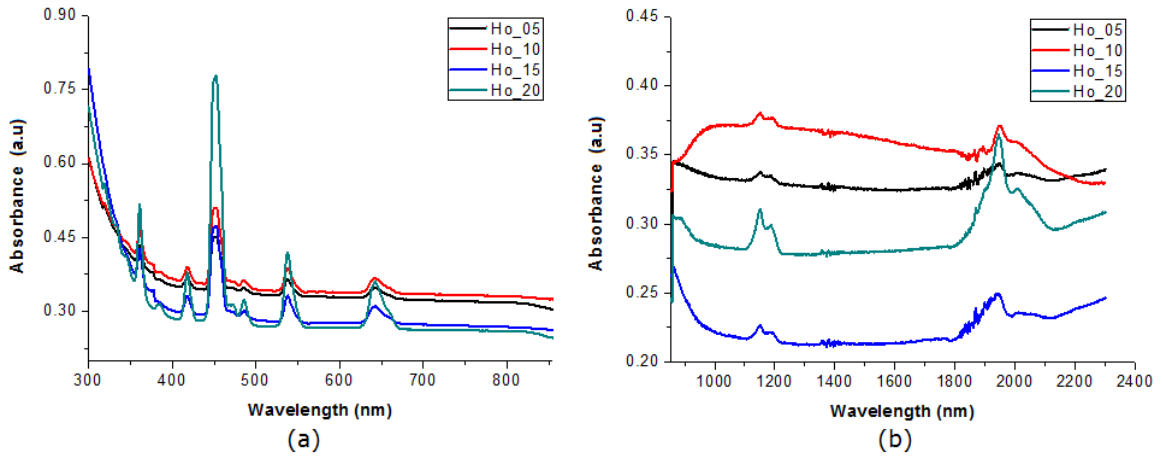 0.90
0.75
0.60
0.45
0.30
Absorbance (a.u)
300 400 500 600 700 800
Wavelength (nm)
Ho_05
Ho_10
Ho_15
Ho_20
(a)
0.45
0.40
0.35
0.30
0.25
0.20
Absorbance (a.u)
1000 1200 1400 1600 1800 2000 2200 2400
Wavelength (nm)
Ho_05
Ho_10
Ho_15
Ho_20
(b)